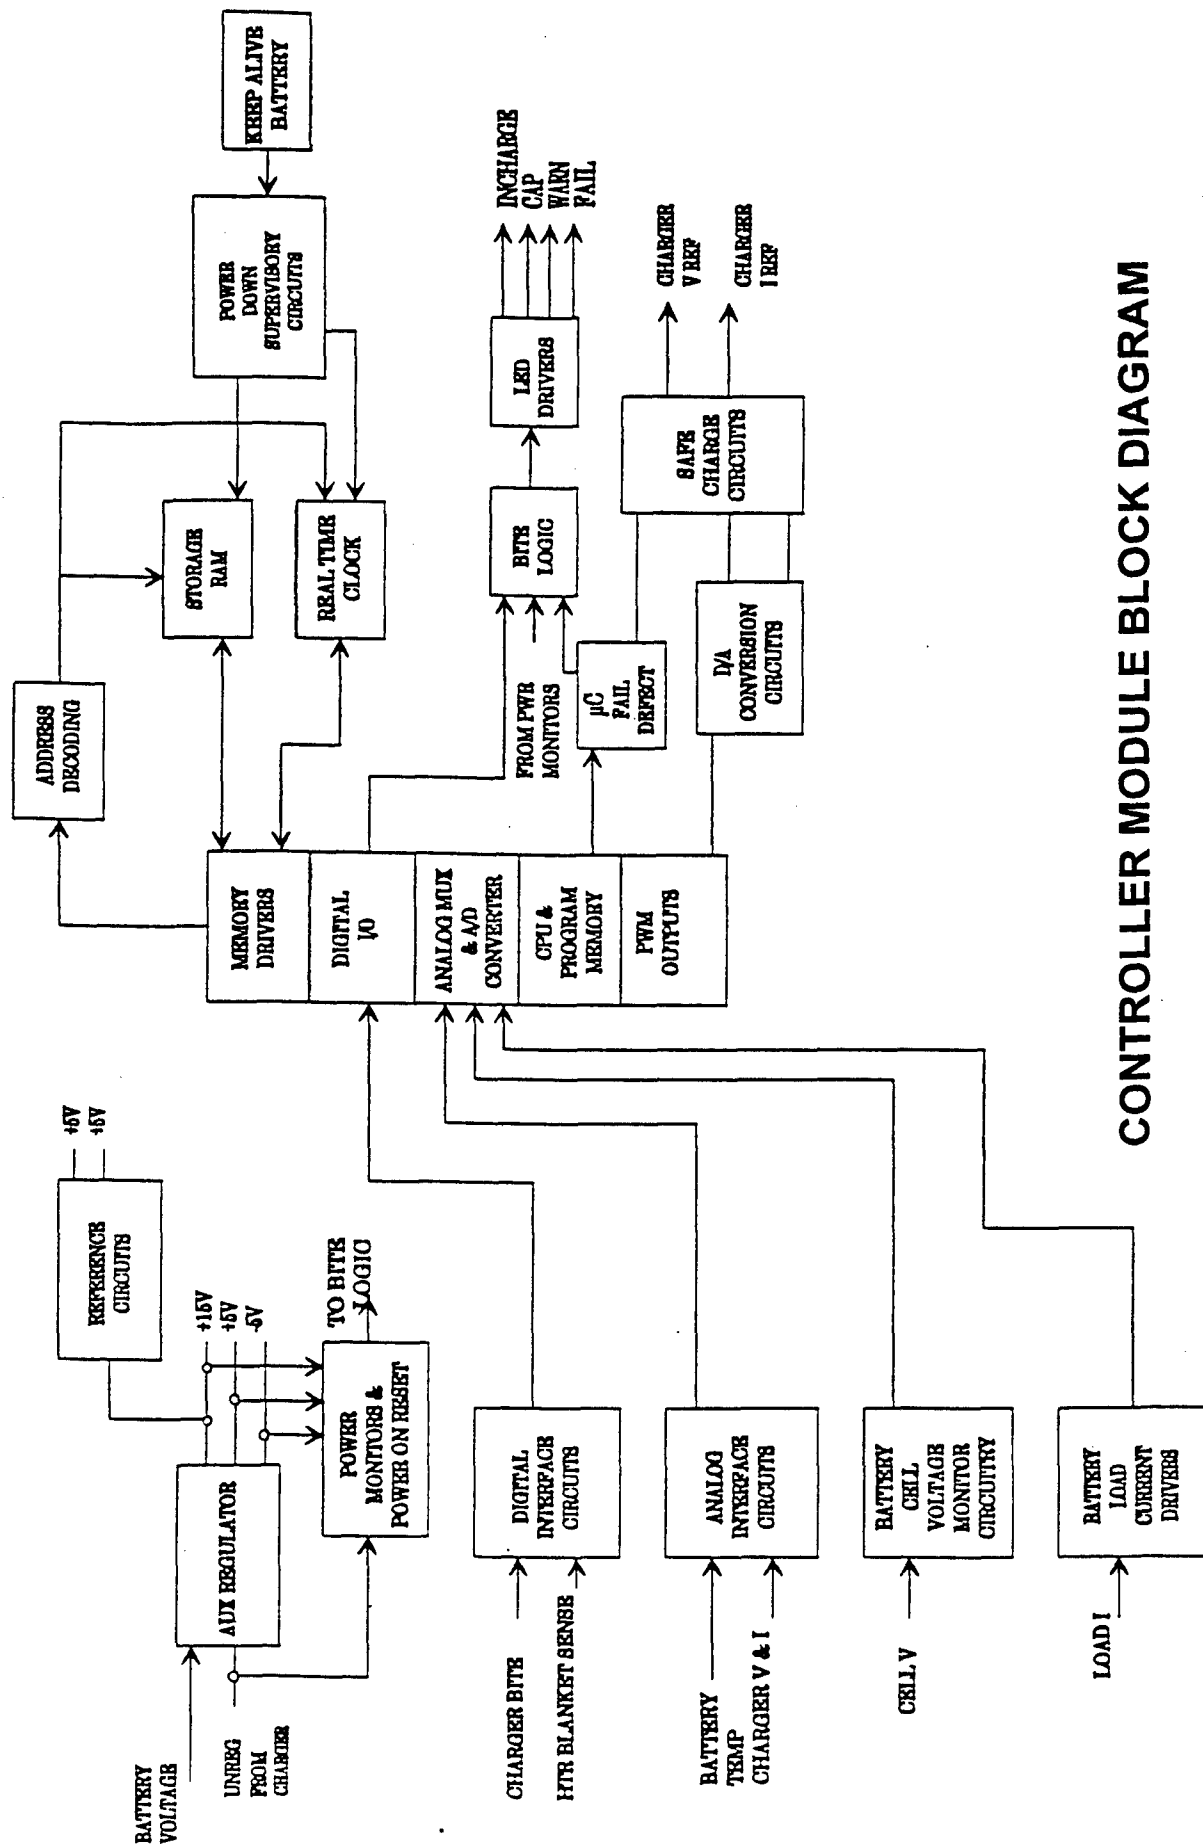 KEEP ALIVE
BATTERY
POWER
DOWN
SUPERVISORY
CIRCUITS
ADDRESS
DECODING
STORAGE
RAM
REAL TIME
CLOCK
INCHARGE
CAP
WARN
FAIL
LED
DRIVERS
BITE
LOGIC
FROM PWR
MONITORS
CHARGER
V REF
CHARGER
I REF
SAFE
CHARGE
CIRCUITS
µC
FAIL
DEFECT
D/A
CONVERSION
CIRCUITS
MEMORY
DRIVERS
DIGITAL
I/O
ANALOG MUX
& A/D
CONVERTER
CPU &
PROGRAM
MEMORY
PWM
OUTPUTS
+5V
+5V
REFERENCE
CIRCUITS
+15V
+5V
-5V
TO BITE
LOGIC
AUX REGULATOR
POWER
MONITORS &
POWER ON RESET
BATTERY
VOLTAGE
UNREG
FROM
CHARGER
DIGITAL
INTERFACE
CIRCUITS
CHARGER BITE
HTR BLANKET SENSE
ANALOG
INTERFACE
CIRCUITS
BATTERY
TEMP
CHARGER V & I
BATTERY
CELL
VOLTAGE
MONITOR
CIRCUITRY
CELL V
BATTERY
LOAD
CURRENT
DRIVERS
LOAD I
CONTROLLER MODULE BLOCK DIAGRAM